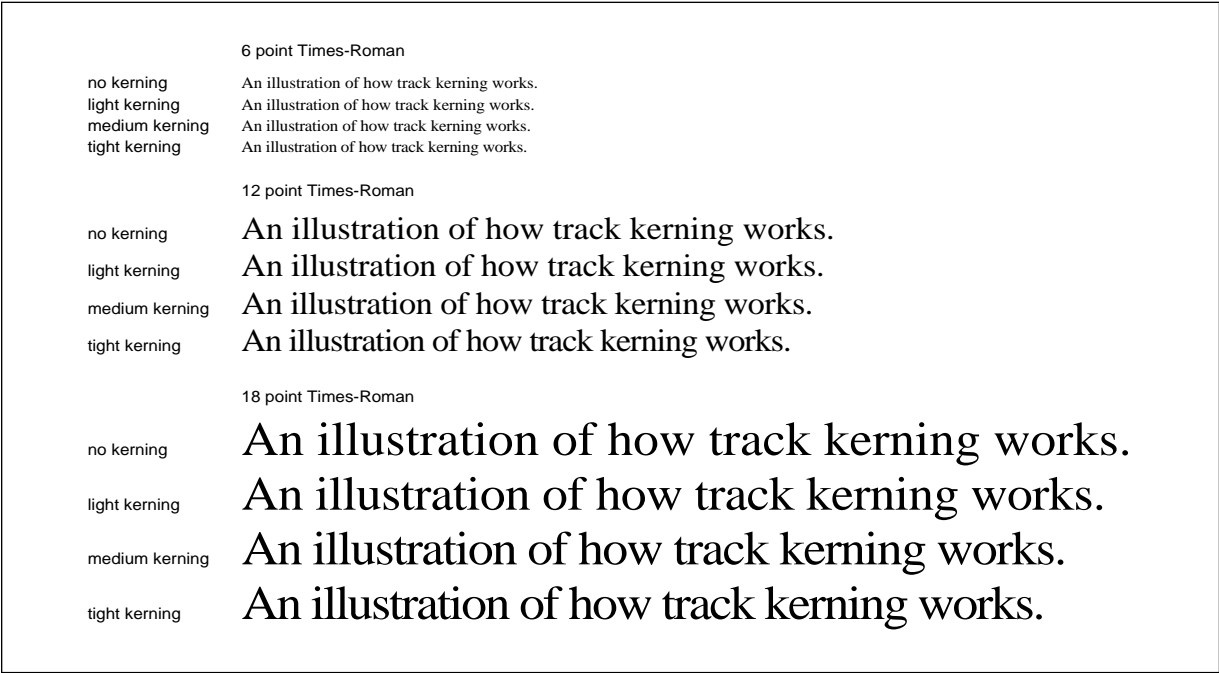 6 point Times-Roman
no kerning An illustration of how track kerning works.
light kerning An illustration of how track kerning works.
medium kerning An illustration of how track kerning works.
tight kerning An illustration of how track kerning works.
12 point Times-Roman
no kerning An illustration of how track kerning works.
light kerning An illustration of how track kerning works.
medium kerning An illustration of how track kerning works.
tight kerning An illustration of how track kerning works.
18 point Times-Roman
no kerning An illustration of how track kerning works.
light kerning An illustration of how track kerning works.
medium kerning An illustration of how track kerning works.
tight kerning An illustration of how track kerning works.